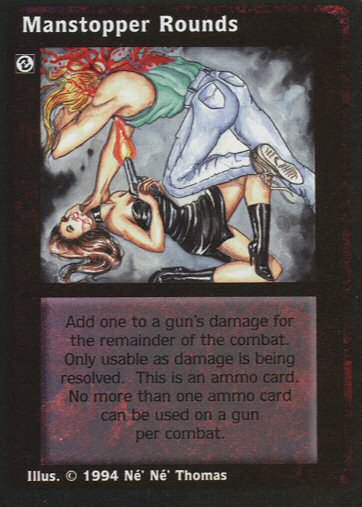 Manstopper Rounds
Add one to a gun's damage for
the remainder of the combat.
Only usable as damage is being
resolved.  This is an ammo card.
No more than one ammo card
can be used on a gun
per combat.
Illus. © 1994 Né Né Thomas